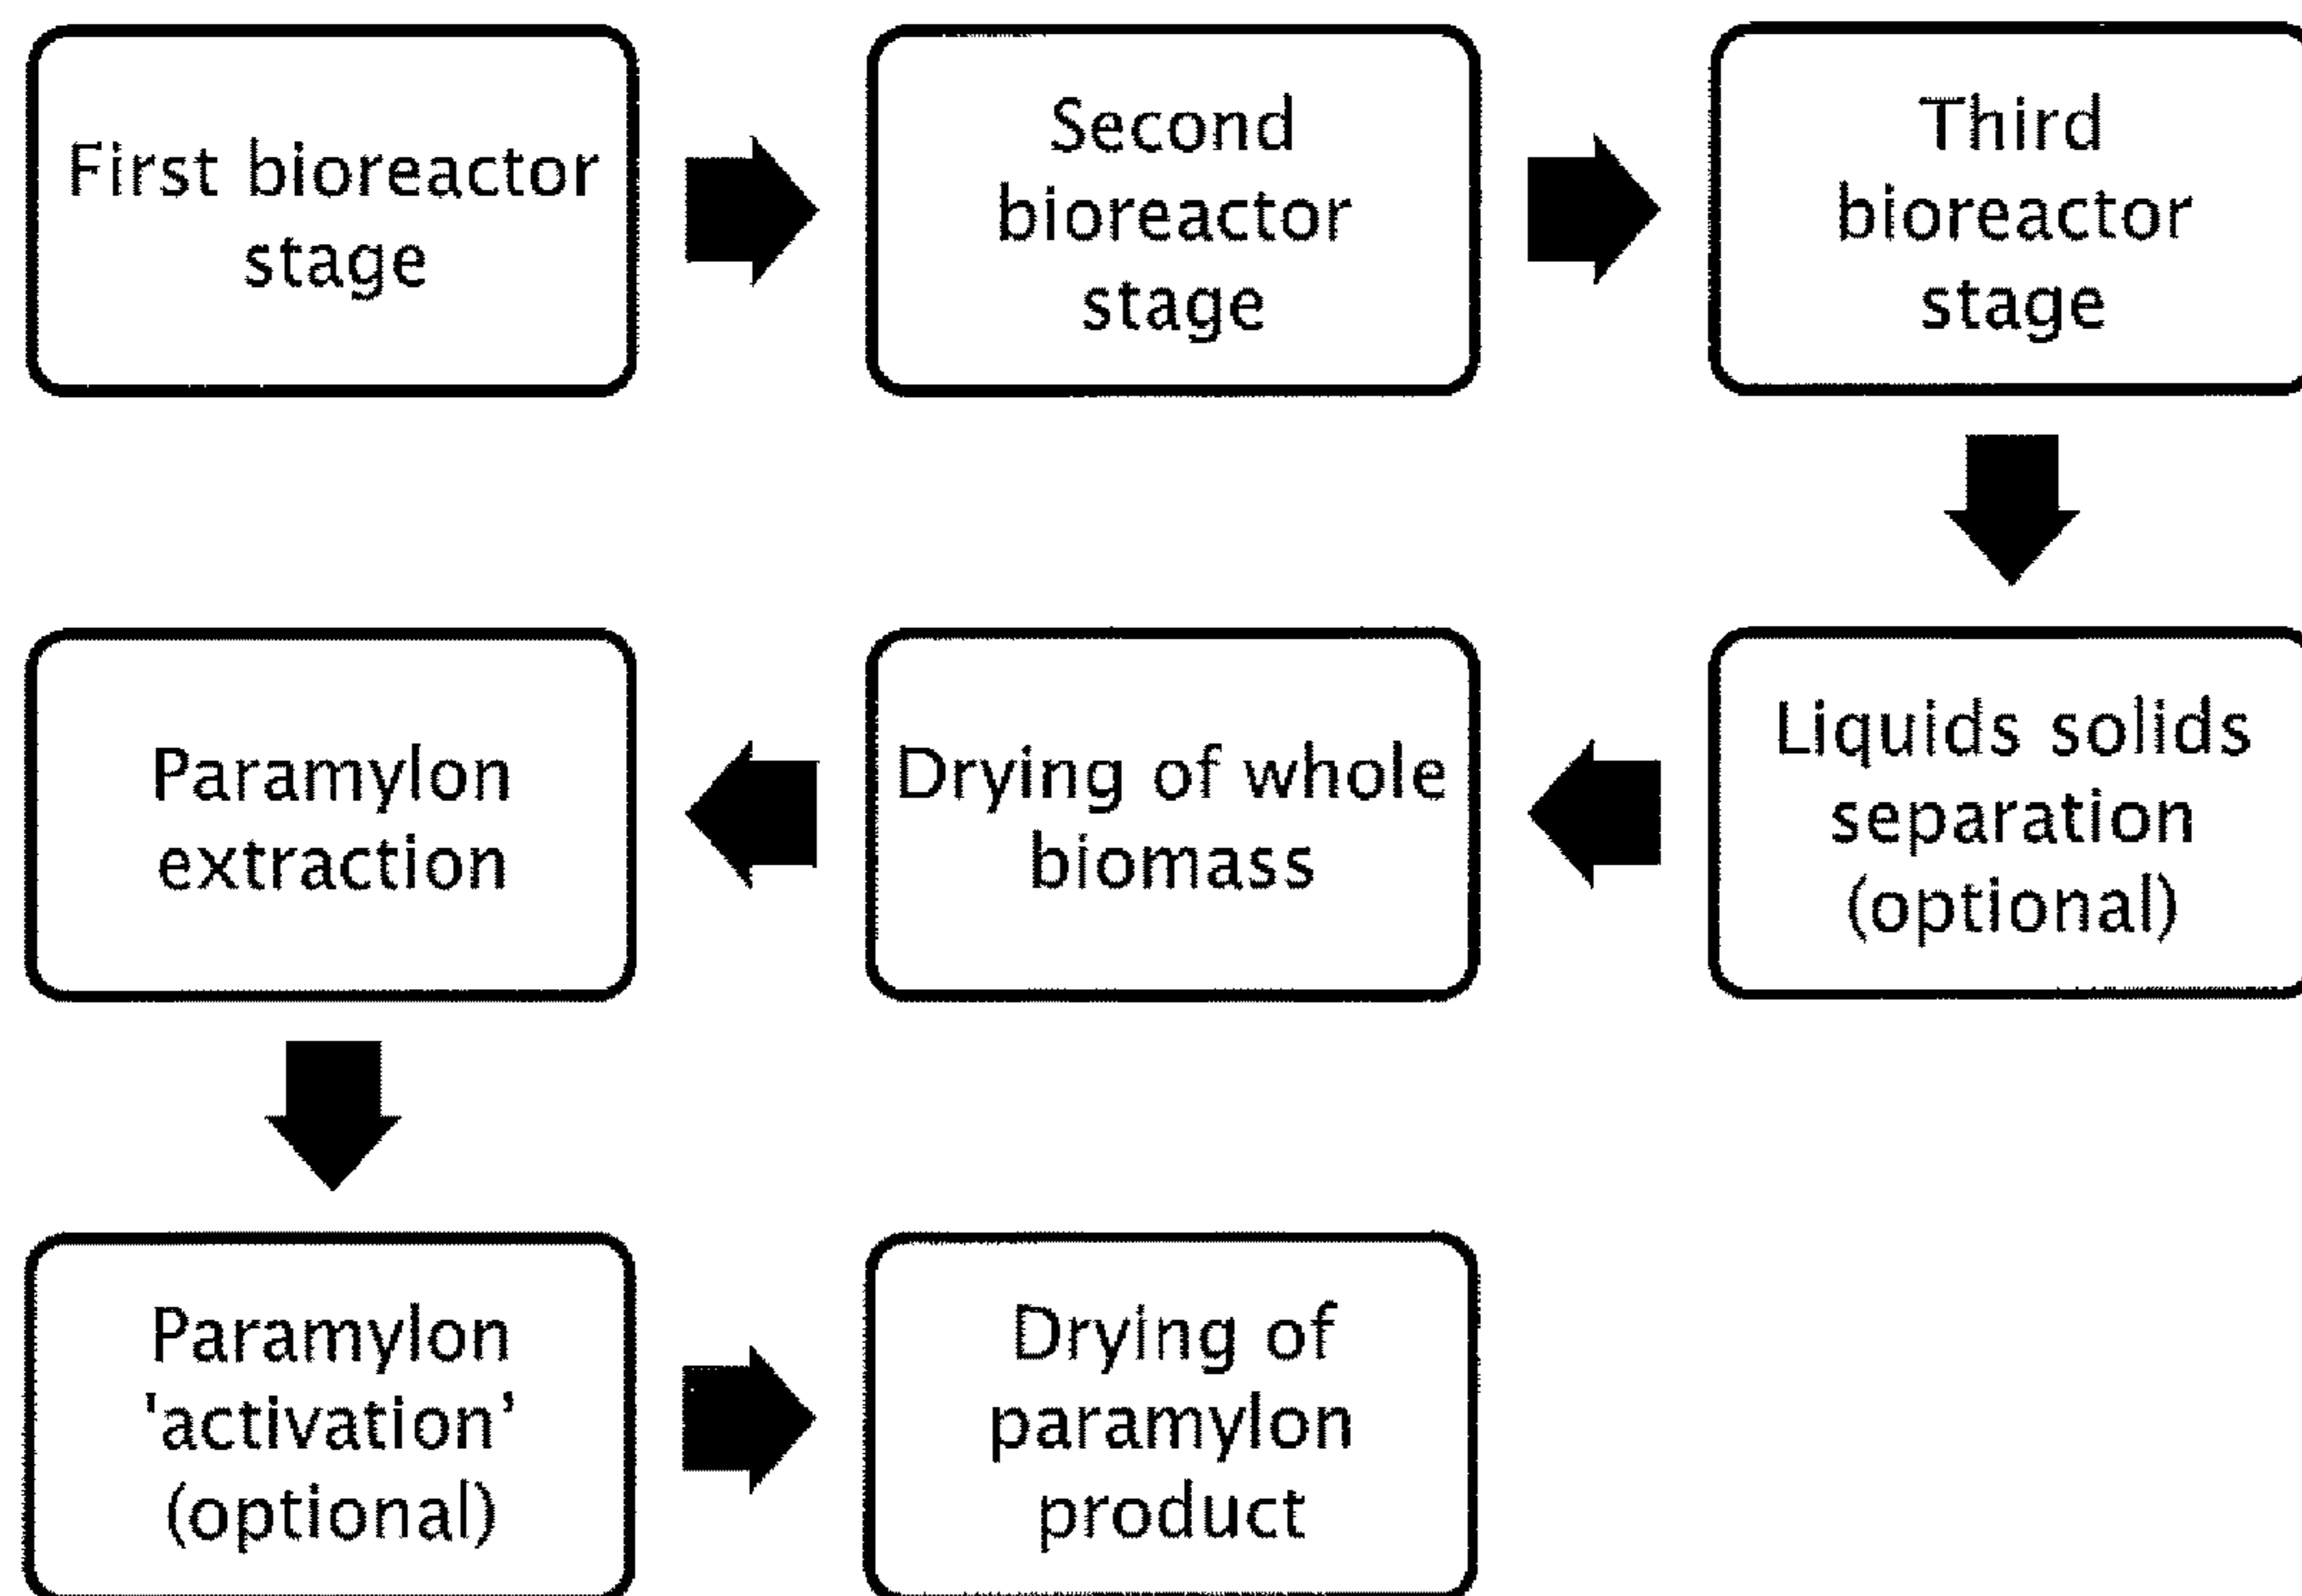 First bioreactor
stage
Second
bioreactor
stage
Third
bioreactor
stage
Liquids solids
separation
(optional)
Drying of whole
biomass
Paramylon
extraction
Paramylon
'activation’
(optional)
Drying of
paramylon
product